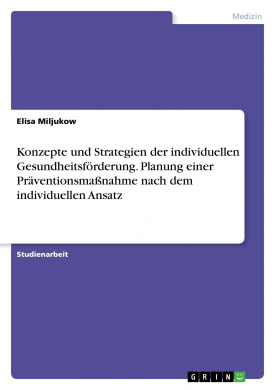 Medizin
Elisa Miljukow
Konzepte und Strategien der individuellen
Gesundheitsförderung. Planung einer
Präventionsmaßnahme nach dem
individuellen Ansatz
Studienarbeit
GRIN